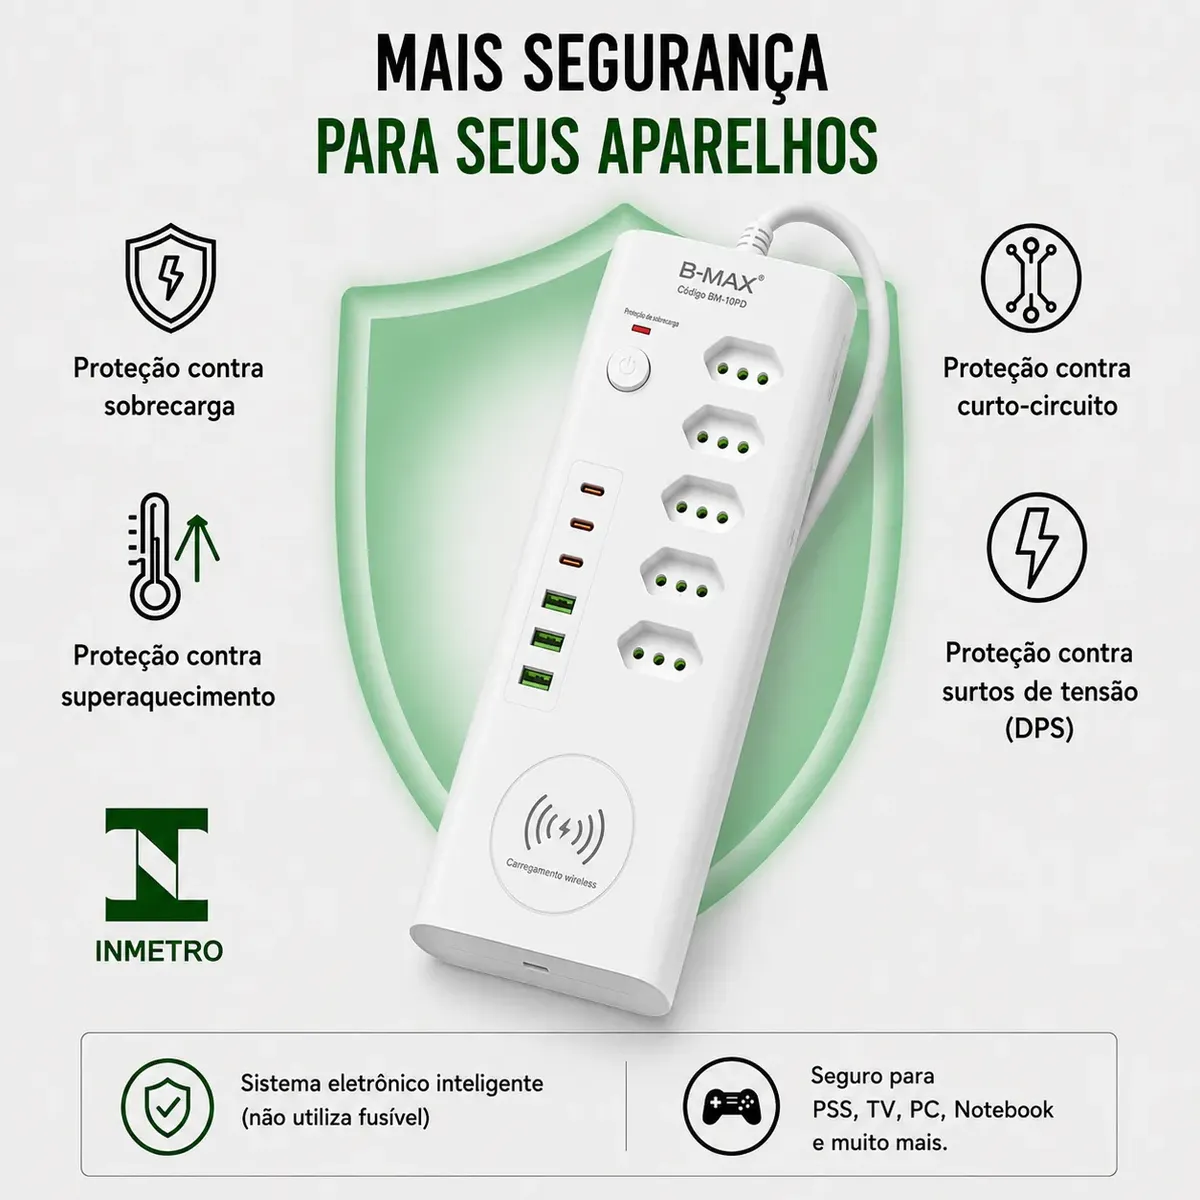 MAIS SEGURANÇA
PARA SEUS APARELHOS
Proteção contra
sobrecarga
Proteção contra
curto-circuito
B-MAX®
Código BM-10PD
Proteção de sobrecarga
Proteção contra
superaquecimento
Proteção contra
surtos de tensão
(DPS)
Carregamento wireless
INMETRO
Sistema eletrônico inteligente
(não utiliza fusível)
Seguro para
PSS, TV, PC, Notebook
e muito mais.